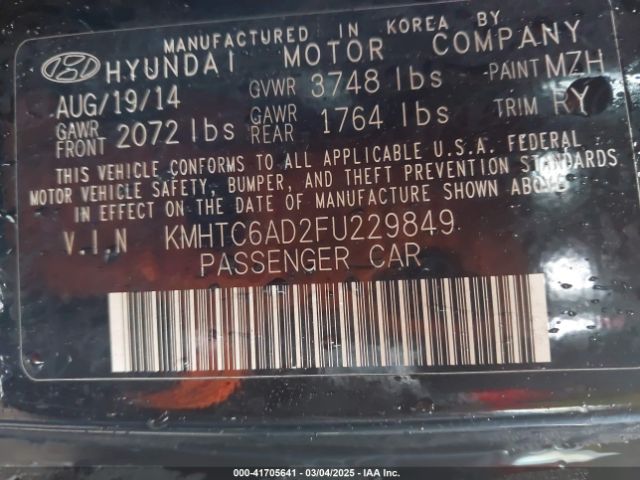 MANUFACTURED IN KOREA BY
HYUNDAI MOTOR COMPANY
AUG/19/14 GVWR 3748 lbs PAINT MZH
GAWR FRONT 2072 lbs GAWR REAR 1764 lbs TRIM RY
THIS VEHICLE CONFORMS TO ALL APPLICABLE U.S.A. FEDERAL
MOTOR VEHICLE SAFETY, BUMPER, AND THEFT PREVENTION STANDARDS
IN EFFECT ON THE DATE OF MANUFACTURE SHOWN ABOVE
V.I N KMHTC6AD2FU229849
PASSENGER CAR
000-41705641 - 03/04/2025 - IAA Inc.